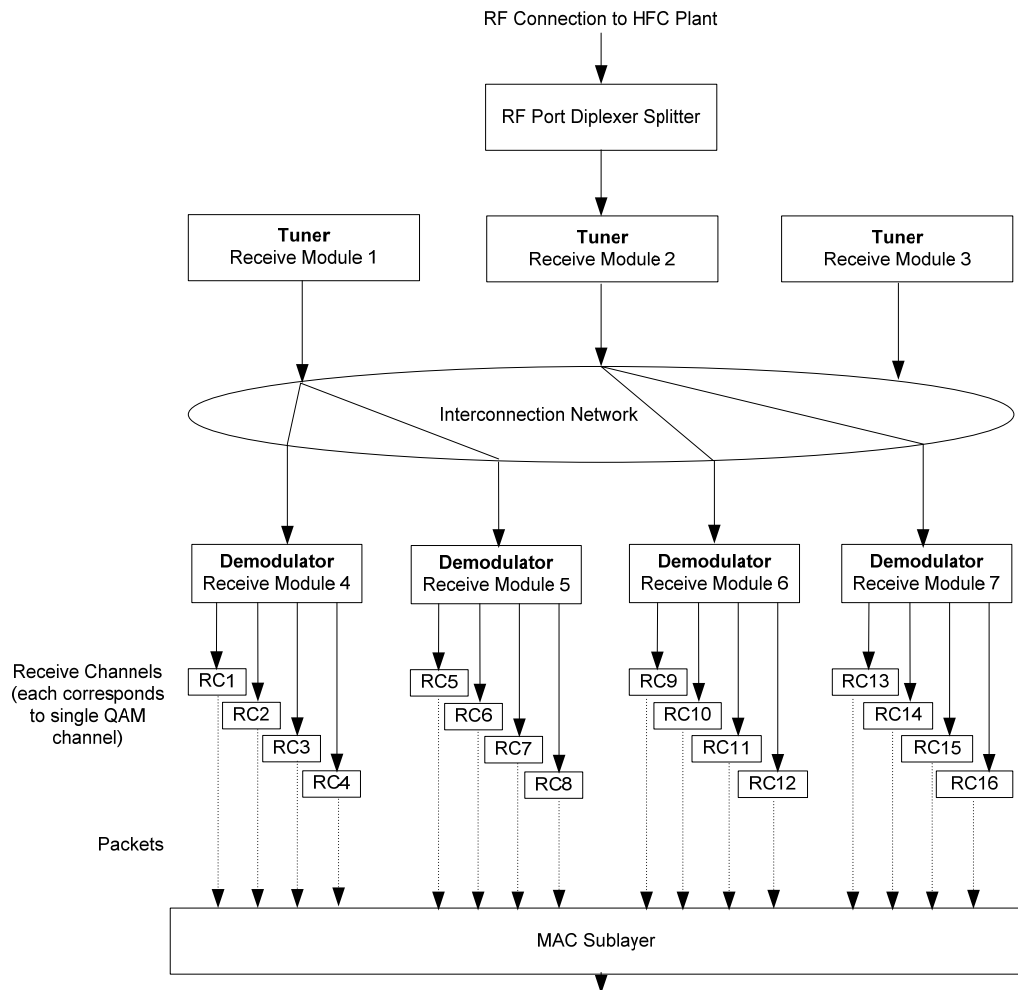 RF Connection to HFC Plant
RF Port Diplexer Splitter
Tuner
Receive Module 1
Tuner
Receive Module 2
Tuner
Receive Module 3
Interconnection Network
Demodulator
Receive Module 4
Demodulator
Receive Module 5
Demodulator
Receive Module 6
Demodulator
Receive Module 7
Receive Channels
(each corresponds
to single QAM
channel)
RC1
RC2
RC3
RC4
RC5
RC6
RC7
RC8
RC9
RC10
RC11
RC12
RC13
RC14
RC15
RC16
Packets
MAC Sublayer